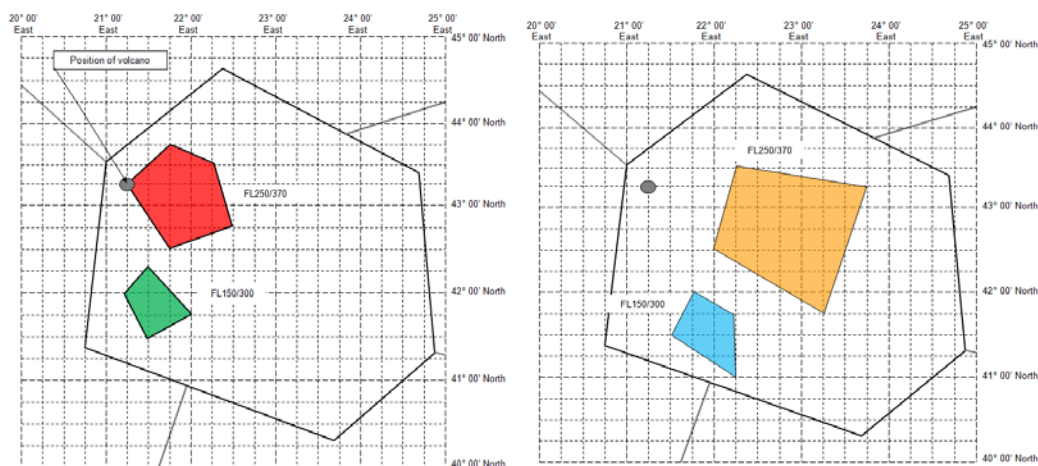 20° 00' 21° 00' 22° 00' 23° 00' 24° 00' 25° 00'
East East East East East East
45° 00' North
Position of volcano
44° 00' North
FL250/370
43° 00' North
FL150/300
42° 00' North
41° 00' North
40° 00' North
20° 00' 21° 00' 22° 00' 23° 00' 24° 00' 25° 00'
East East East East East East
45° 00' North
44° 00' North
FL250/370
43° 00' North
42° 00' North
FL150/300
41° 00' North
40° 00' North